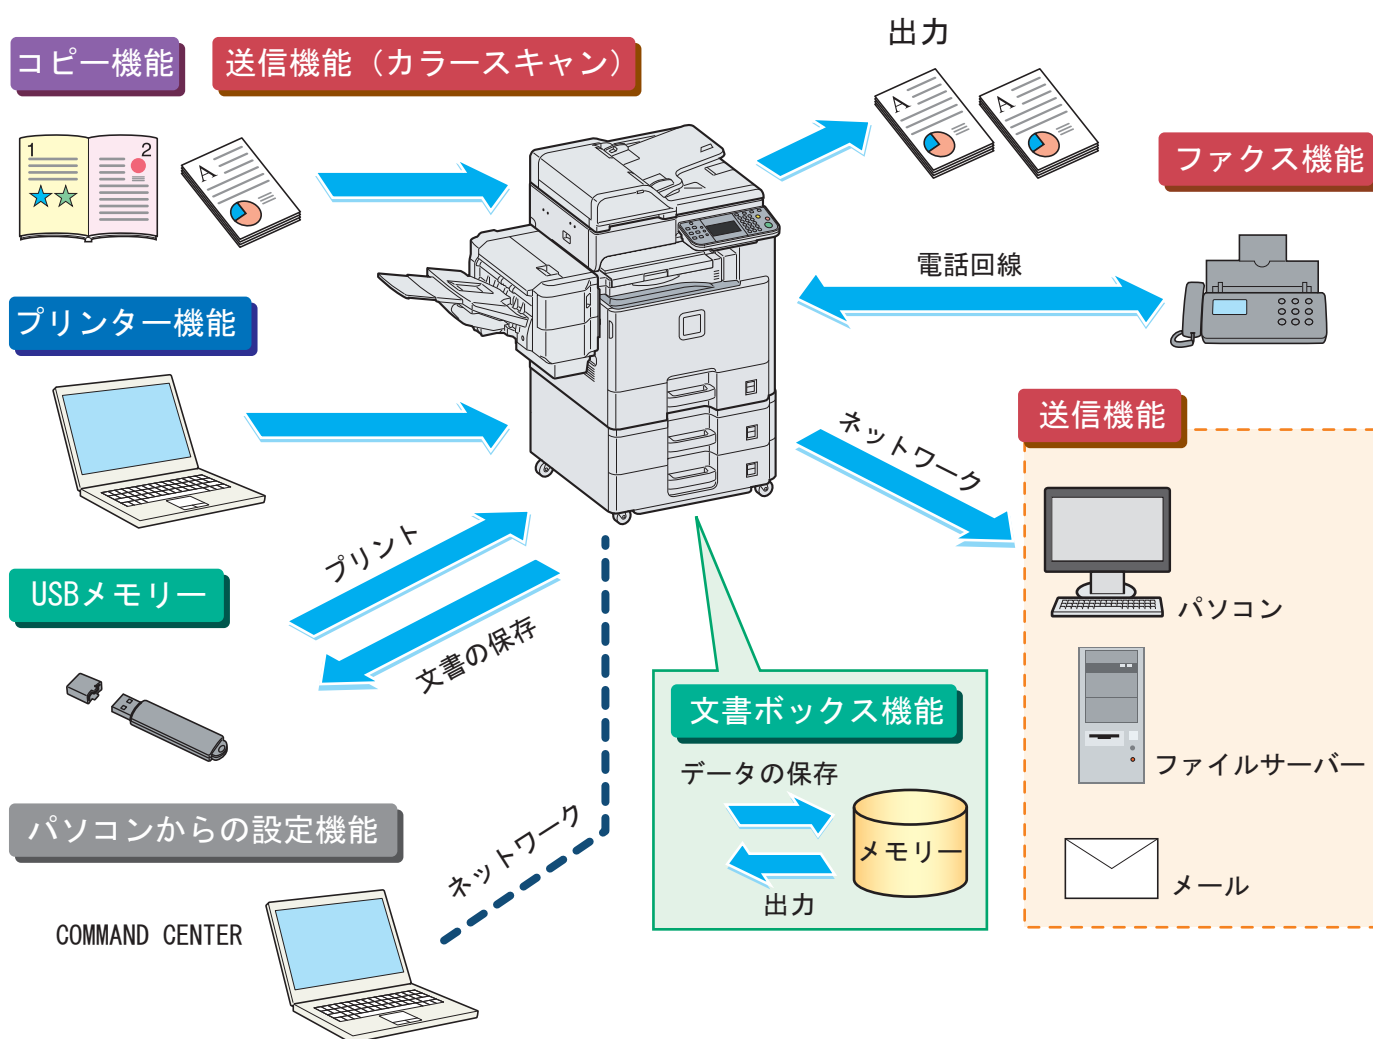 コピー機能
送信機能（カラースキャン）
出力
1
2
A
A
A
ファクス機能
電話回線
プリンター機能
送信機能
ネットワーク
プリント
文書の保存
USBメモリー
パソコン
文書ボックス機能
データの保存
メモリー
出力
ファイルサーバー
パソコンからの設定機能
ネットワーク
メール
COMMAND CENTER